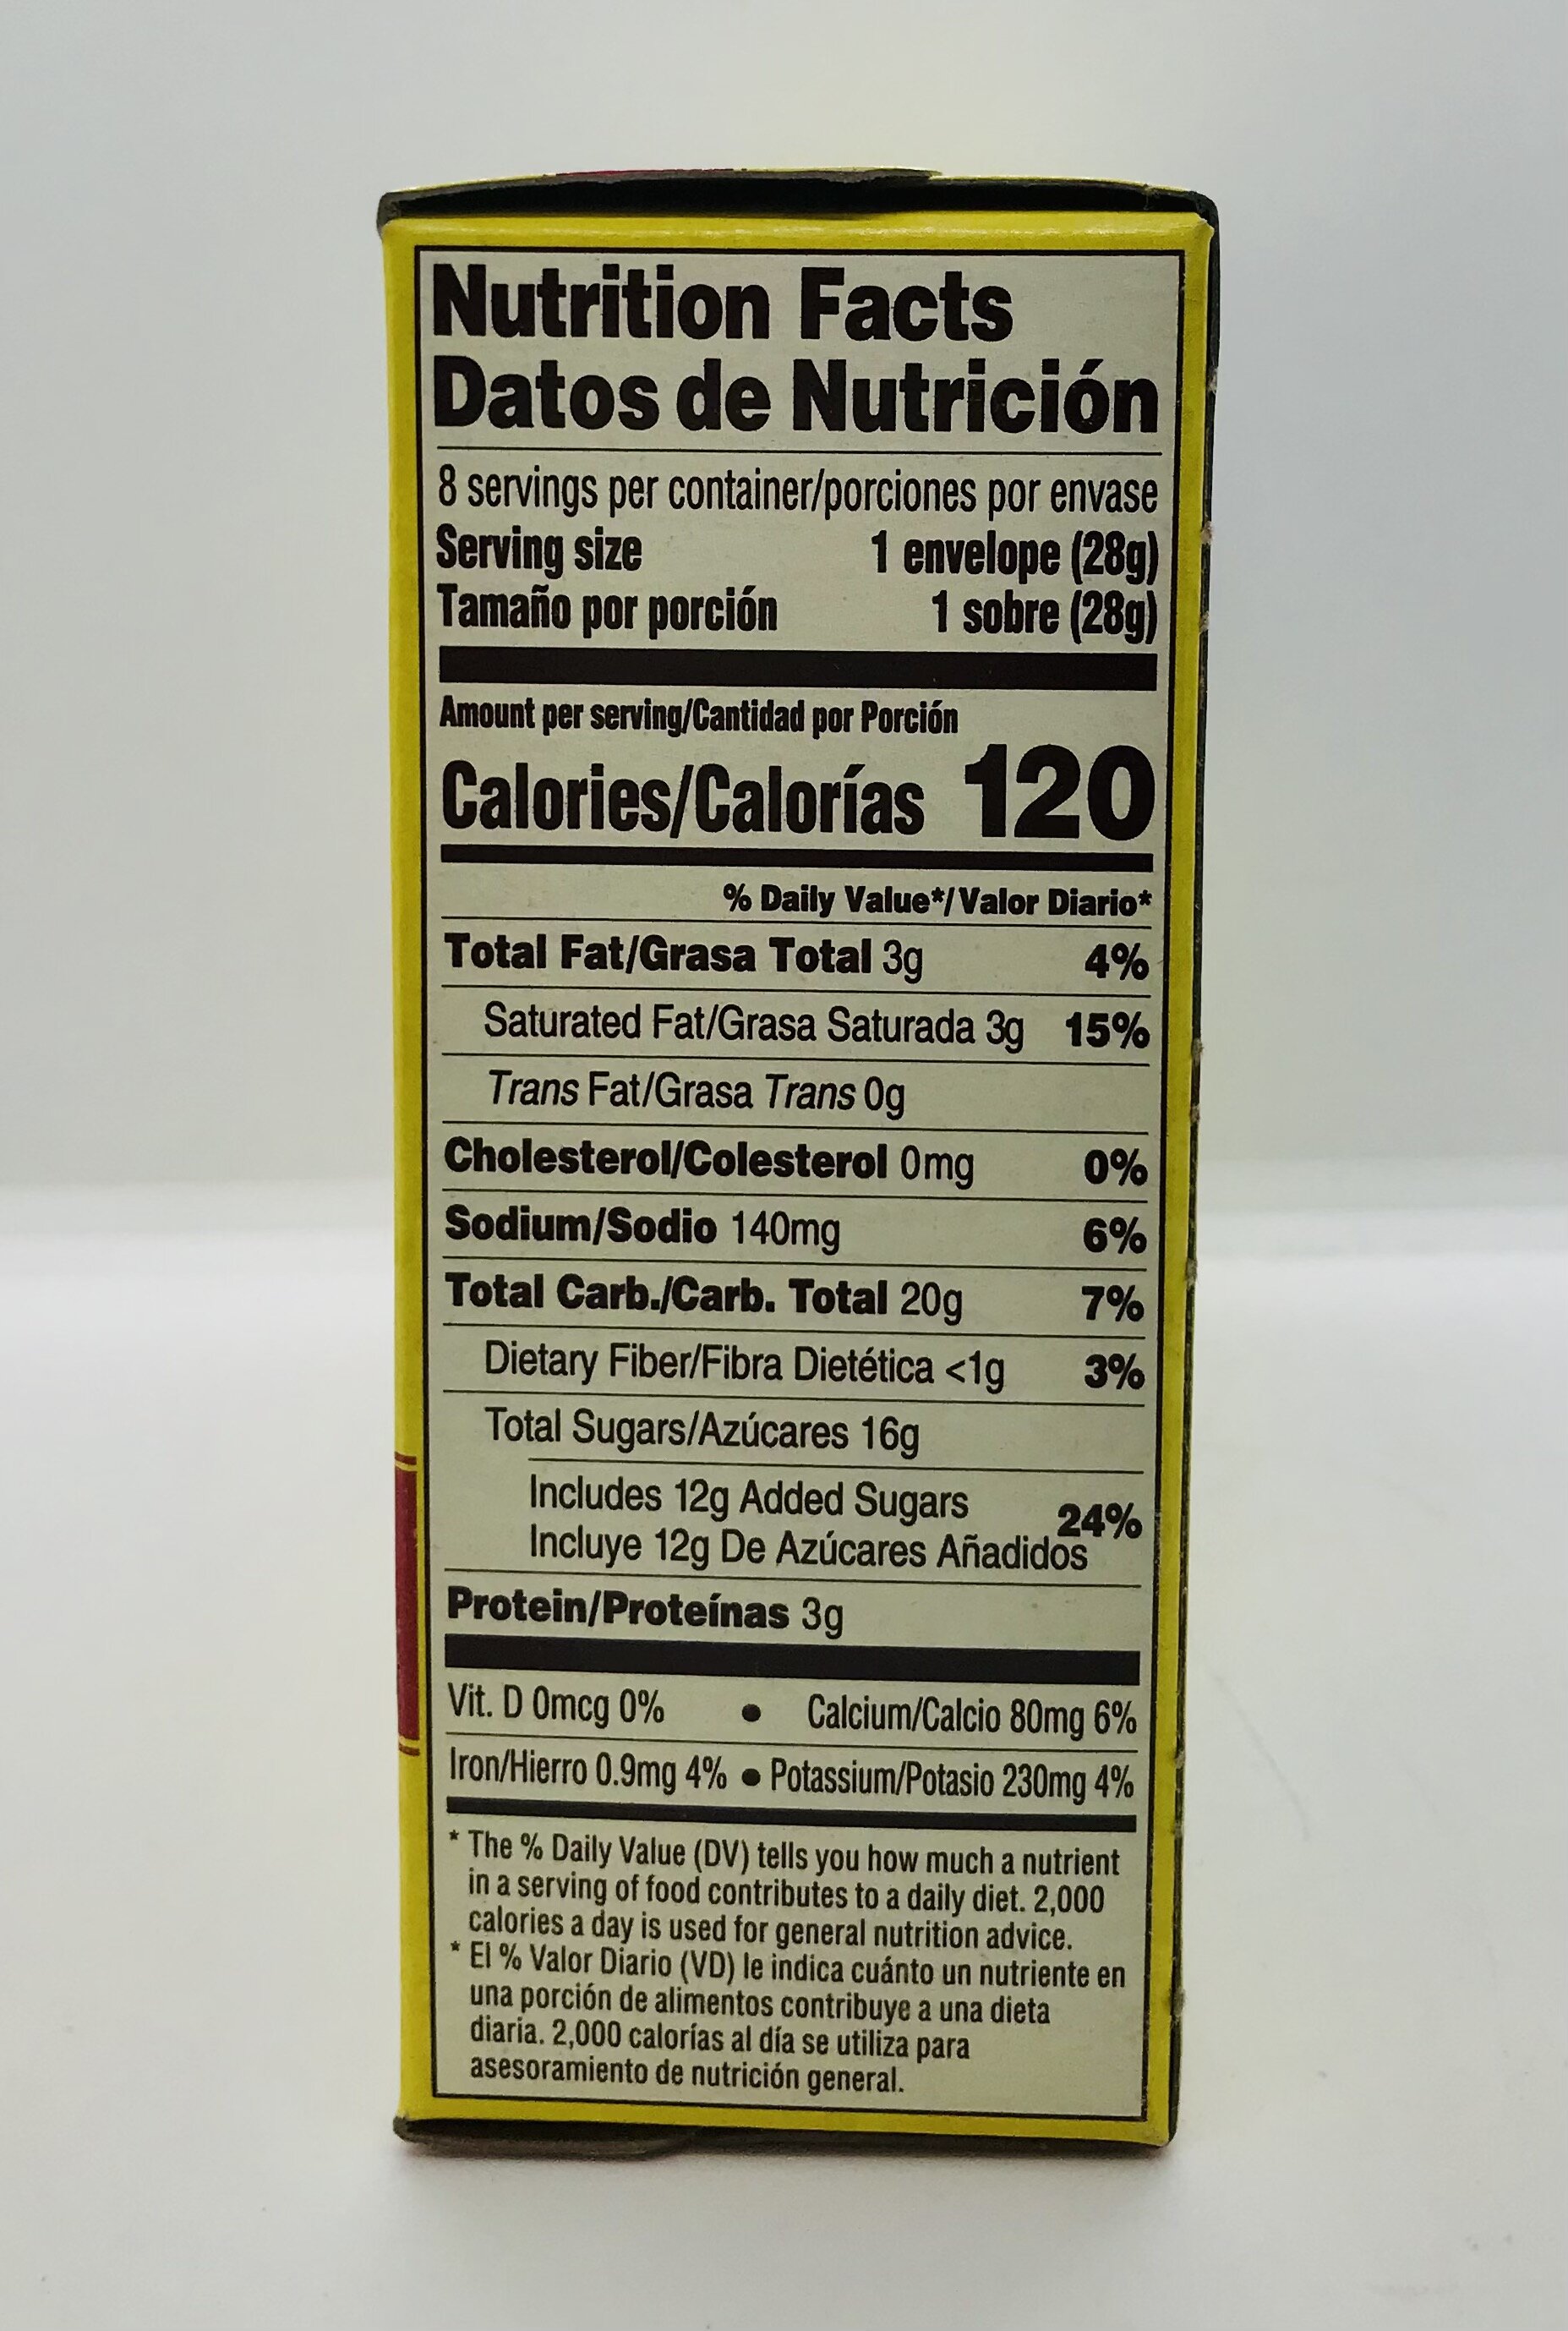 Nutrition Facts
Datos de Nutrición
8 servings per container/porciones por envase
Serving size 1 envelope (28g)
Tamaño por porción 1 sobre (28g)
Amount per serving/Cantidad por Porción
Calories/Calorías 120
% Daily Value*/Valor Diario*
Total Fat/Grasa Total 3g 4%
Saturated Fat/Grasa Saturada 3g 15%
Trans Fat/Grasa Trans 0g
Cholesterol/Colesterol 0mg 0%
Sodium/Sodio 140mg 6%
Total Carb./Carb. Total 20g 7%
Dietary Fiber/Fibra Dietética <1g 3%
Total Sugars/Azúcares 16g
Includes 12g Added Sugars 24%
Incluye 12g De Azúcares Añadidos
Protein/Proteínas 3g
Vit. D 0mcg 0% • Calcium/Calcio 80mg 6%
Iron/Hierro 0.9mg 4% • Potassium/Potasio 230mg 4%
* The % Daily Value (DV) tells you how much a nutrient
in a serving of food contributes to a daily diet. 2,000
calories a day is used for general nutrition advice.
* El % Valor Diario (VD) le indica cuánto un nutriente en
una porción de alimentos contribuye a una dieta
diaria. 2,000 calorías al día se utiliza para
asesoramiento de nutrición general.